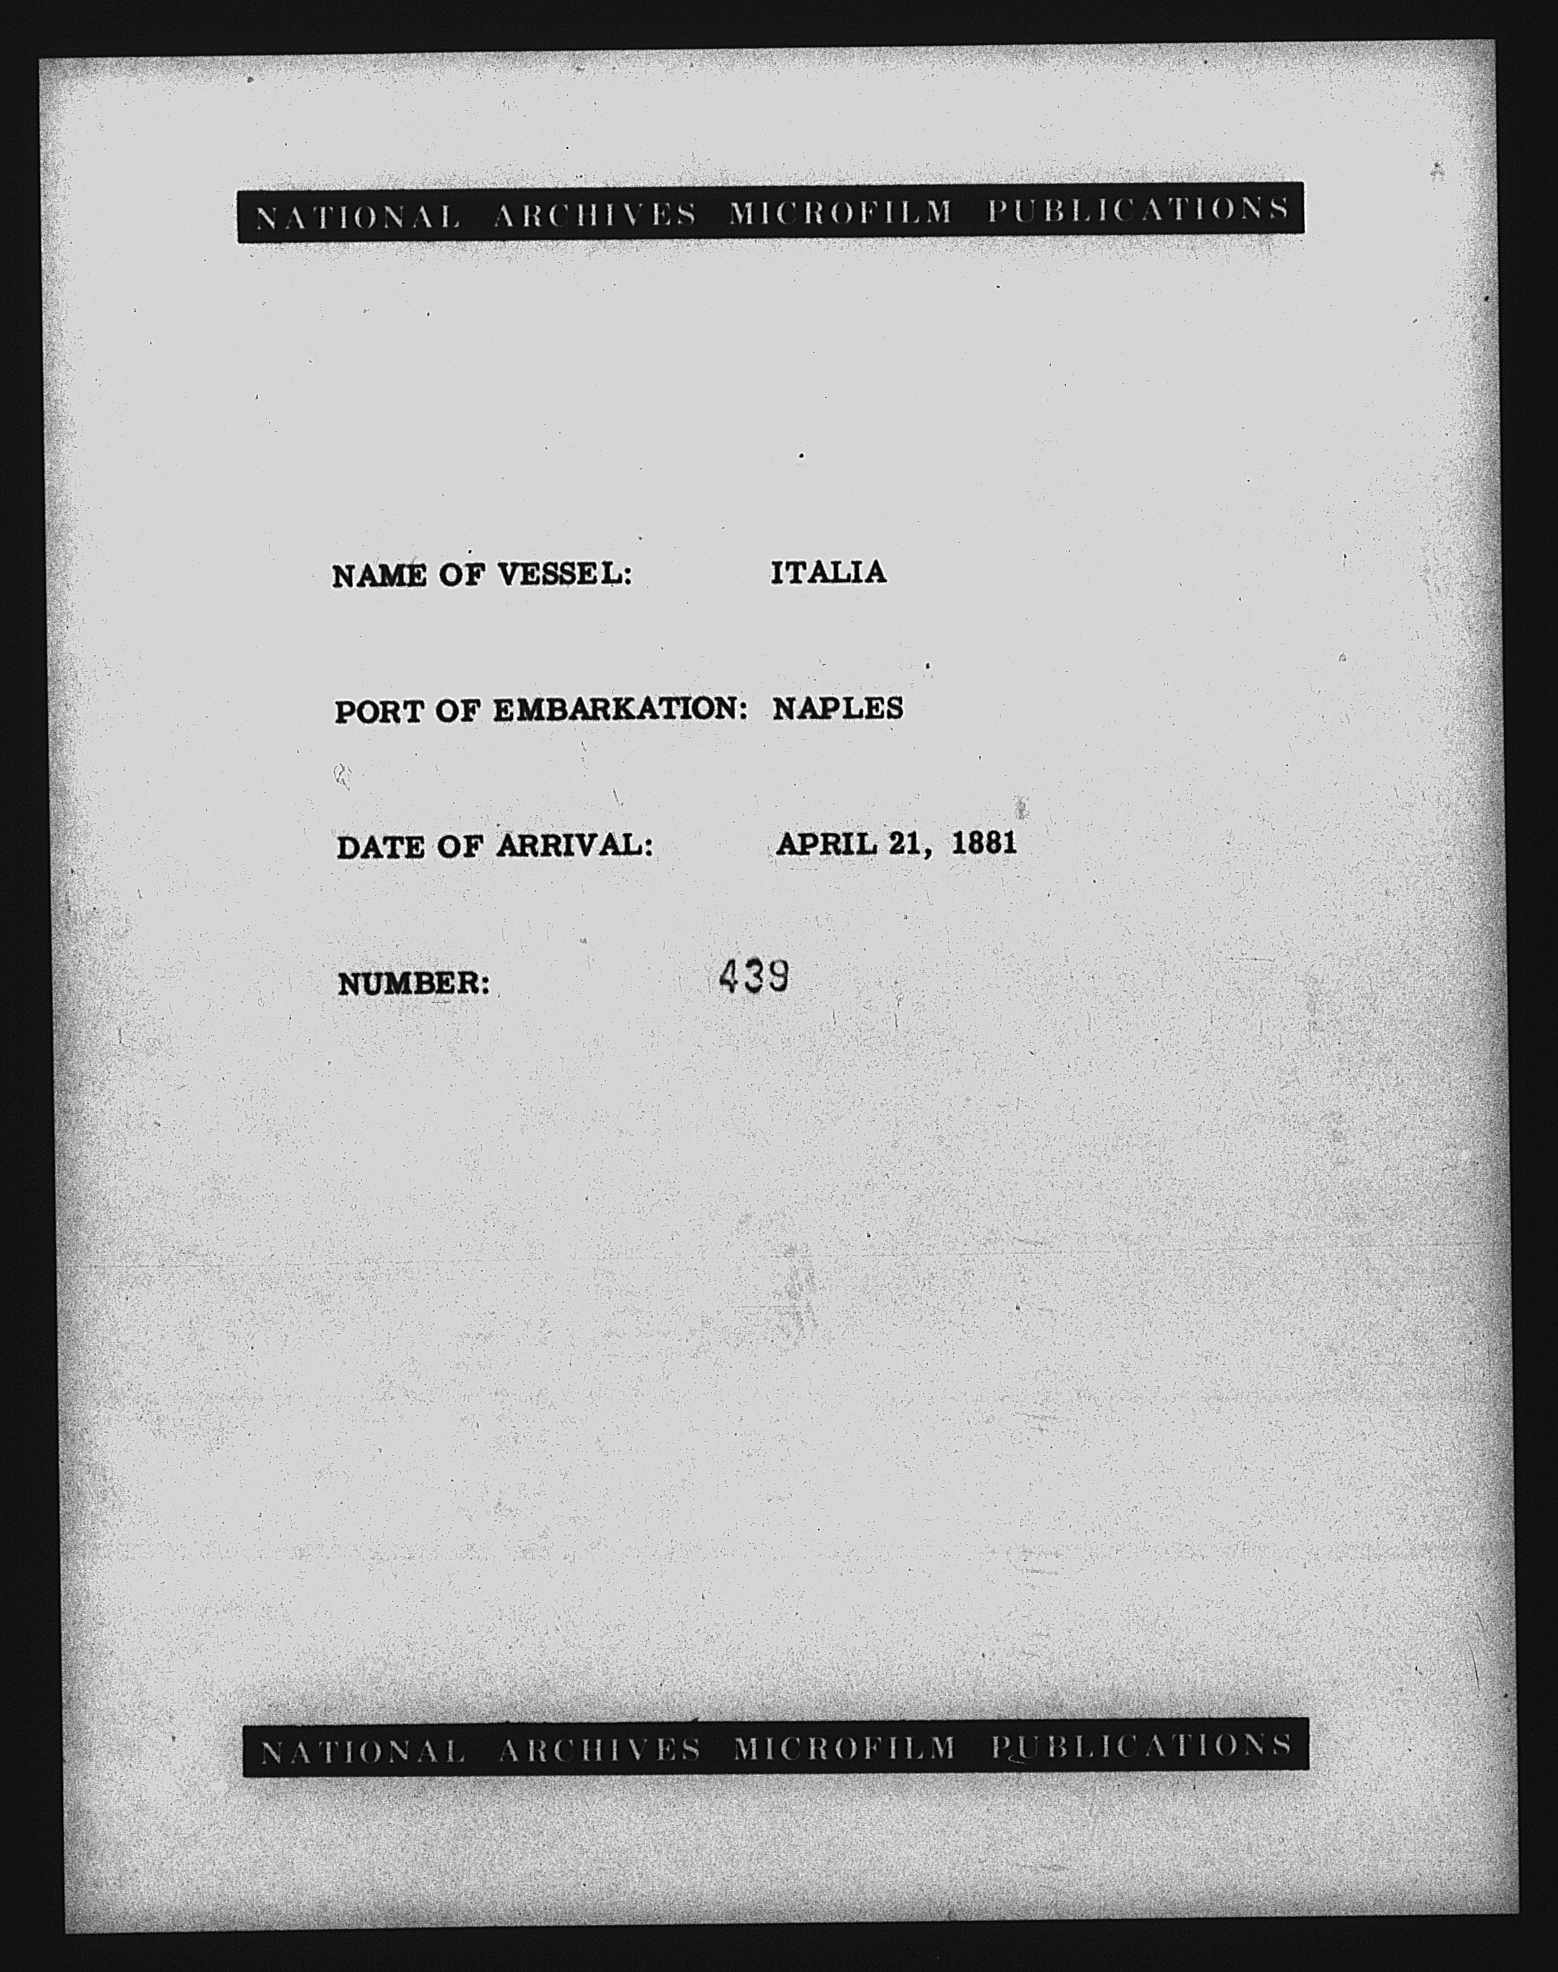 NATIONAL ARCHIVES MICROFILM PUBLICATIONS
NAME OF VESSEL: ITALIA
PORT OF EMBARKATION: NAPLES
DATE OF ARRIVAL: APRIL 21, 1881
NUMBER: 439
NATIONAL ARCHIVES MICROFILM PUBLICATIONS